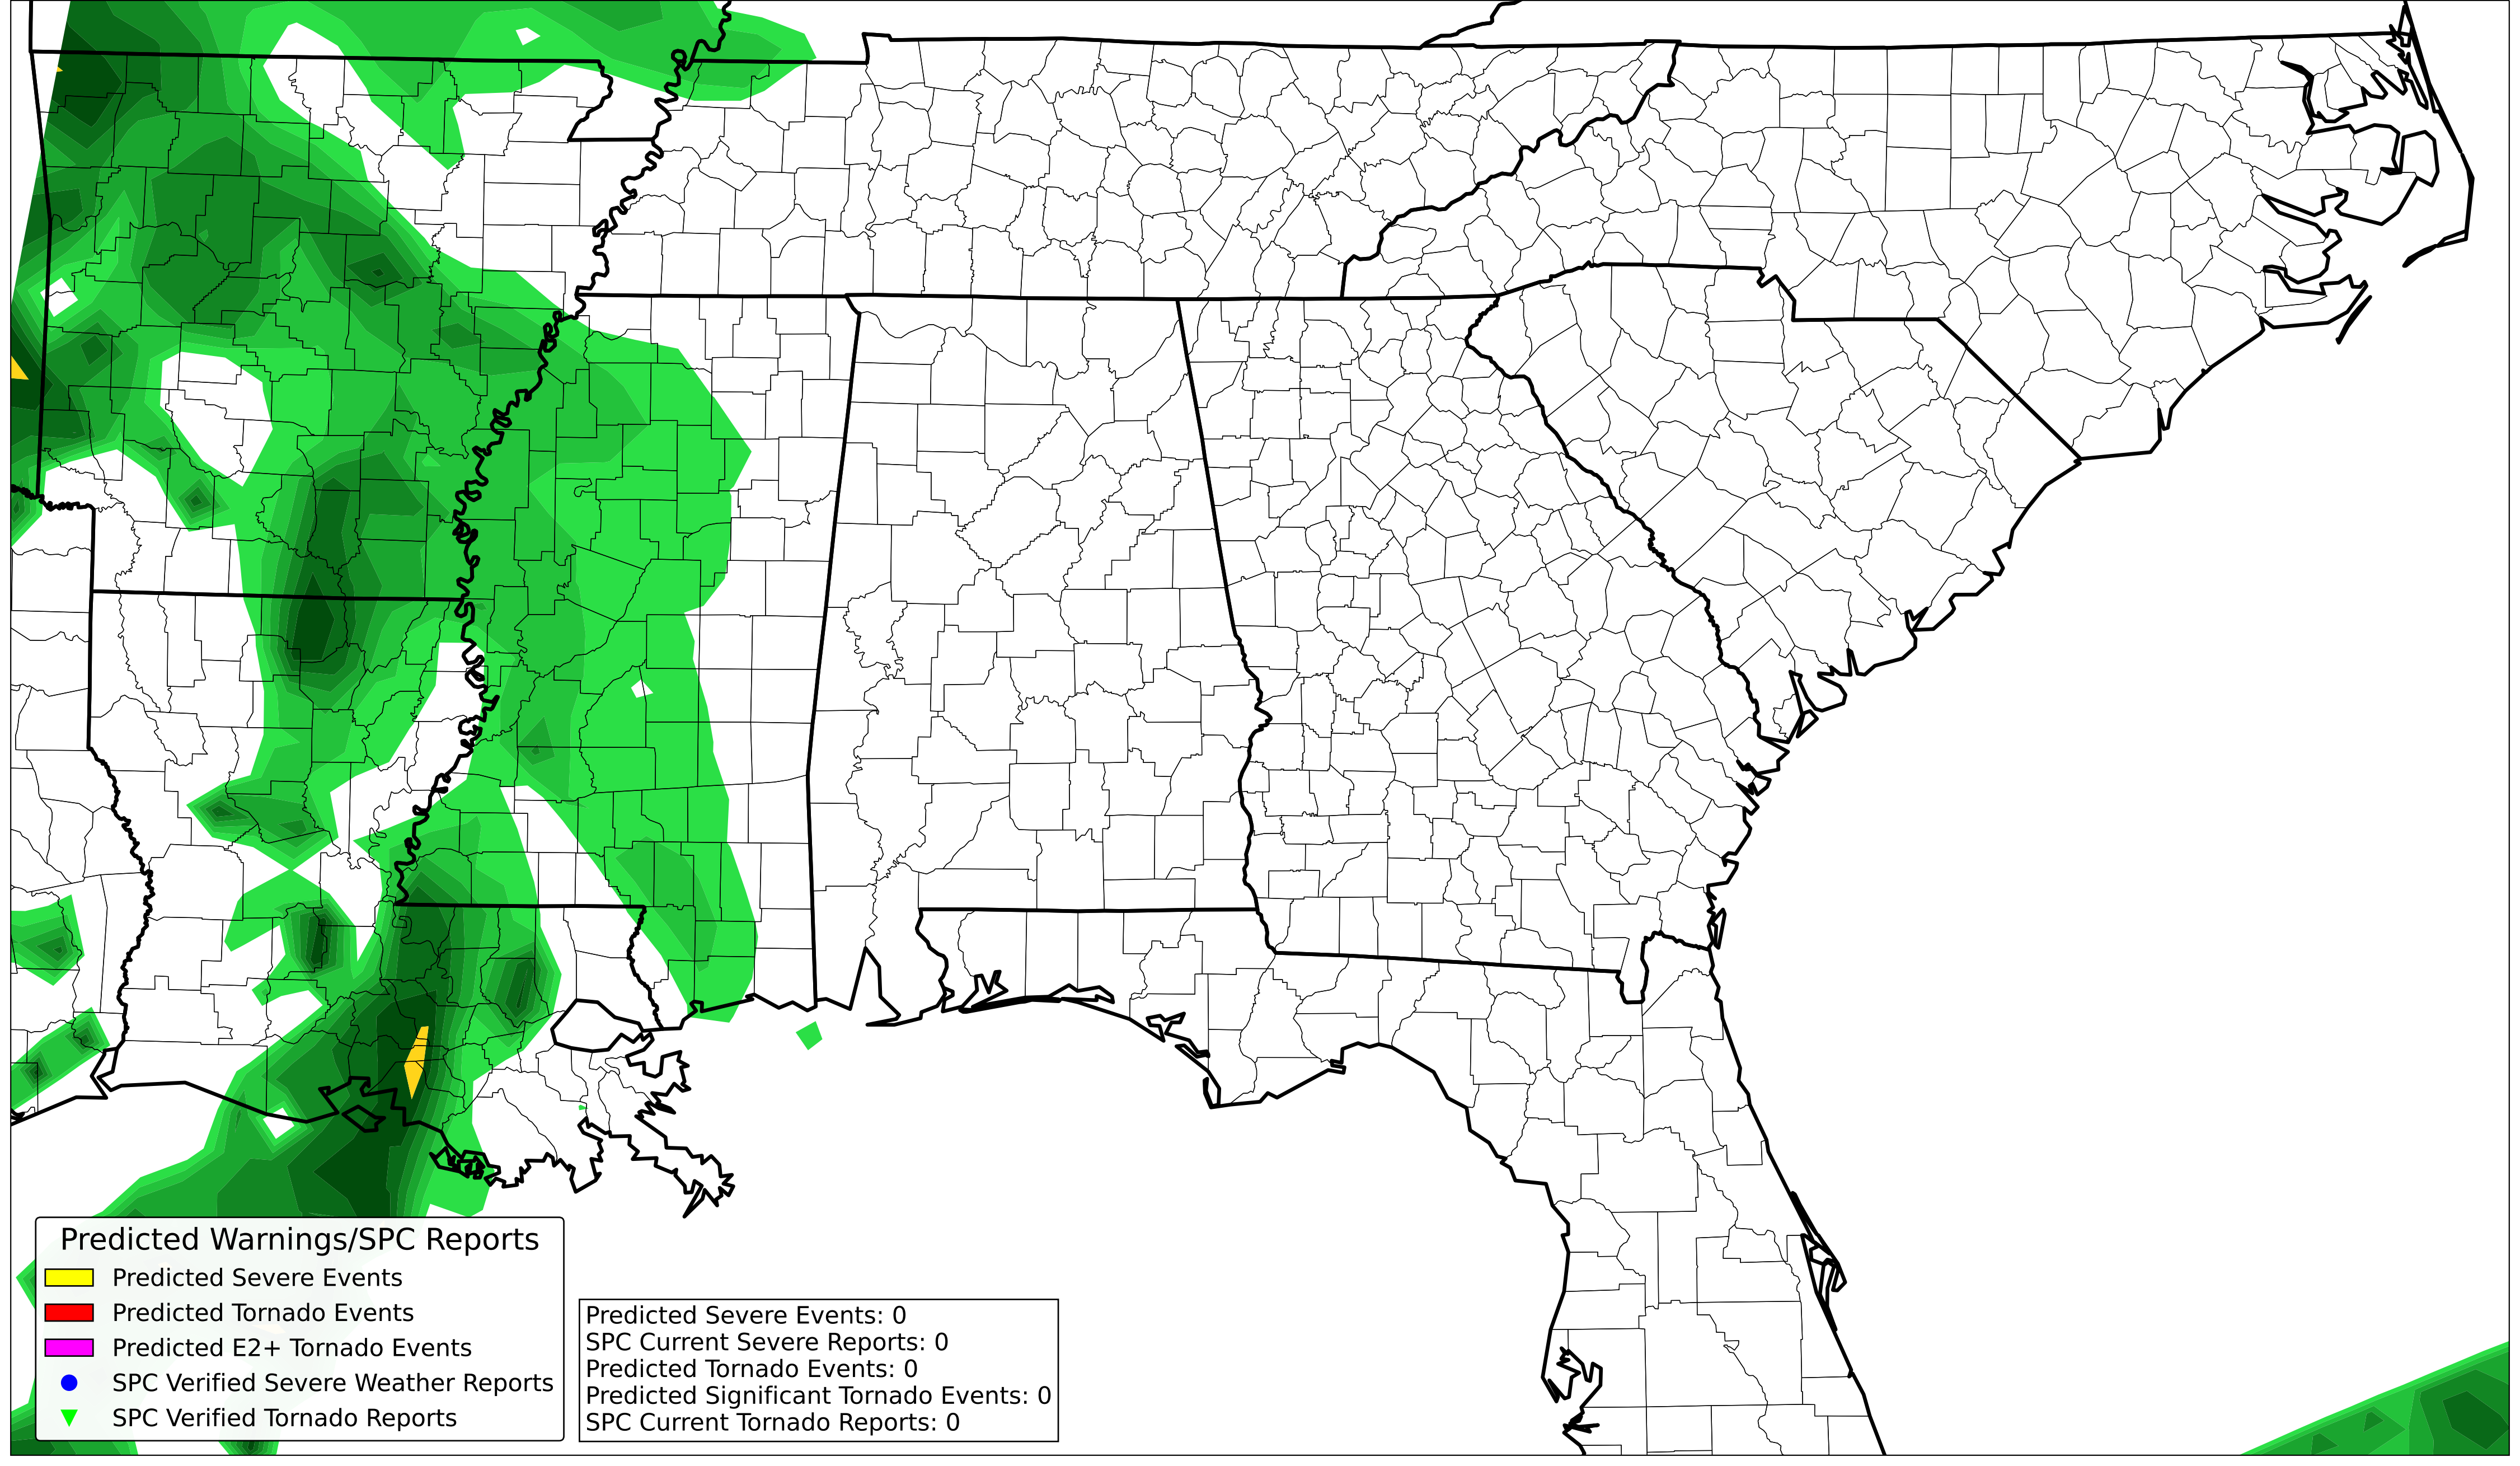 Predicted Warnings/SPC Reports
Predicted Severe Events
Predicted Tornado Events
Predicted E2+ Tornado Events
SPC Verified Severe Weather Reports
SPC Verified Tornado Reports
Predicted Severe Events: 0
SPC Current Severe Reports: 0
Predicted Tornado Events: 0
Predicted Significant Tornado Events: 0
SPC Current Tornado Reports: 0